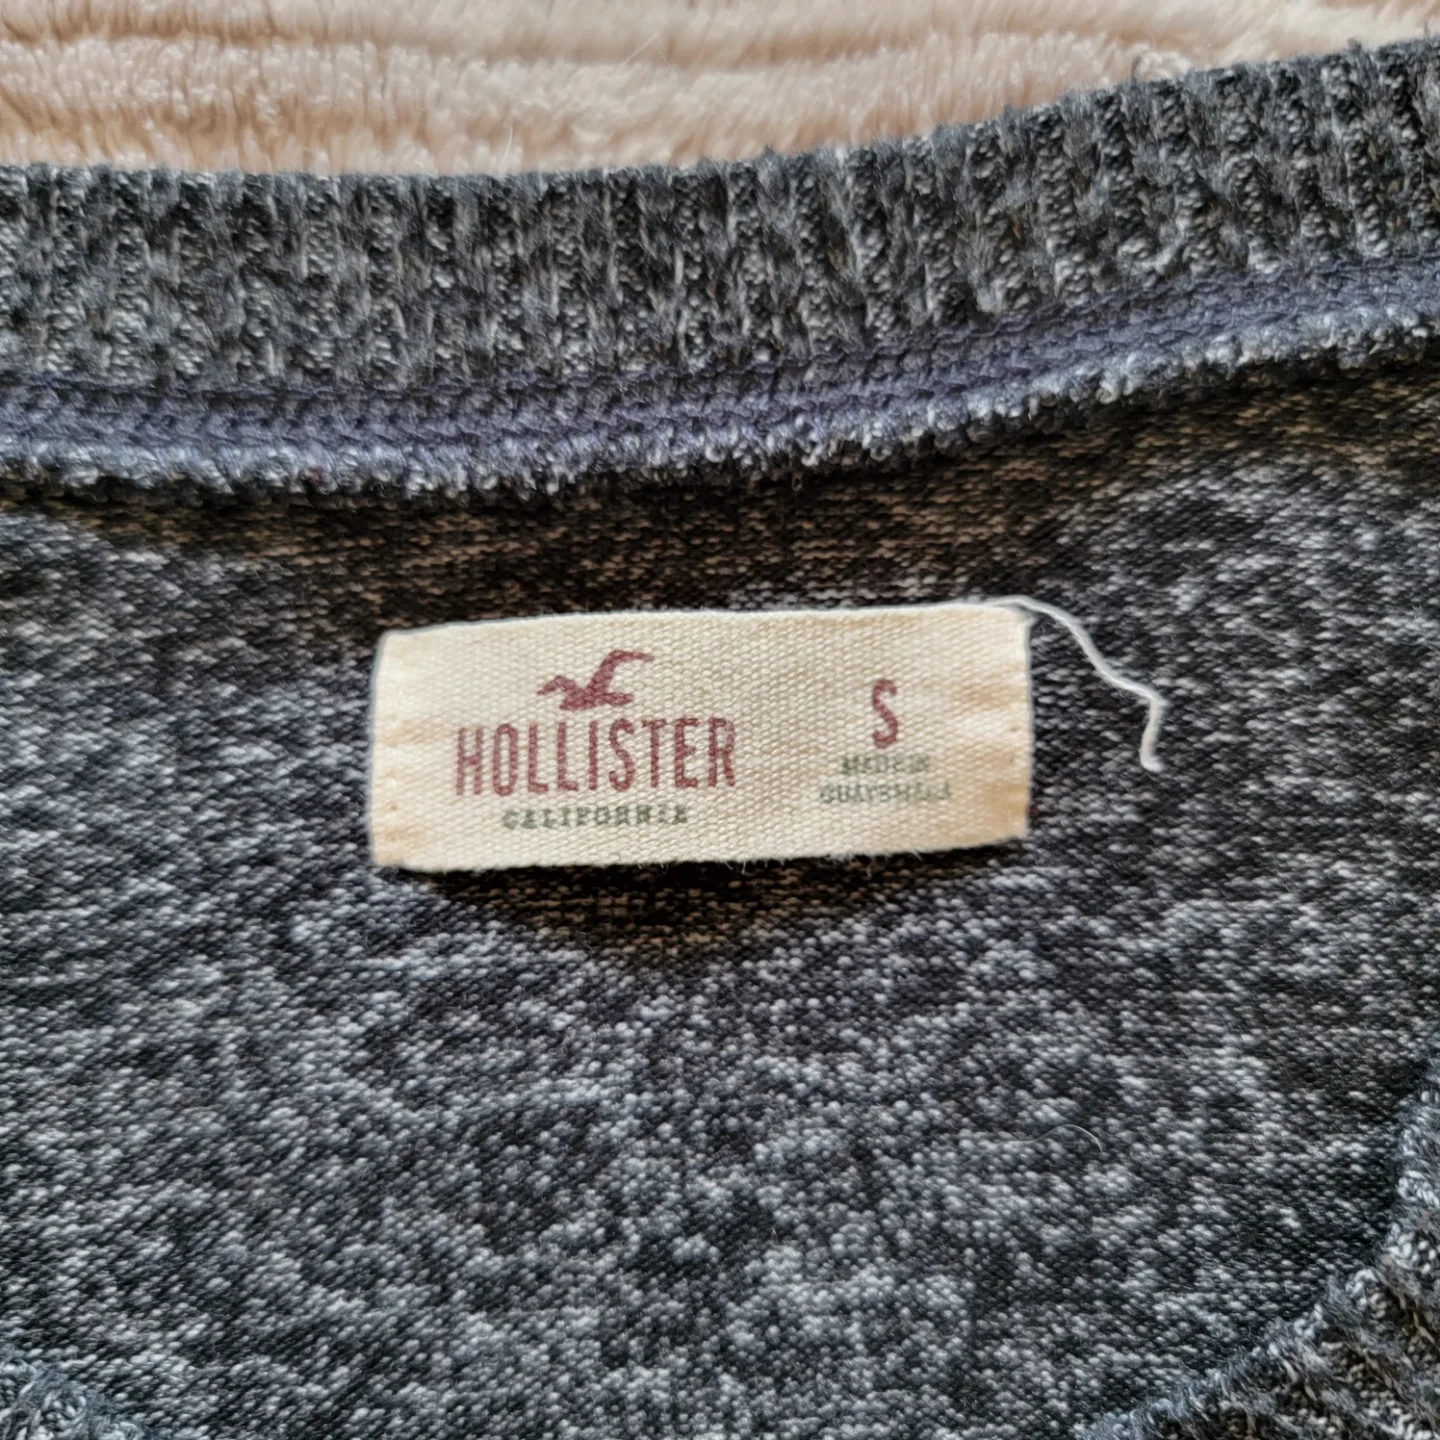 HOLLISTER
CALIFORNIA
S
MADE IN
GUATEMALA